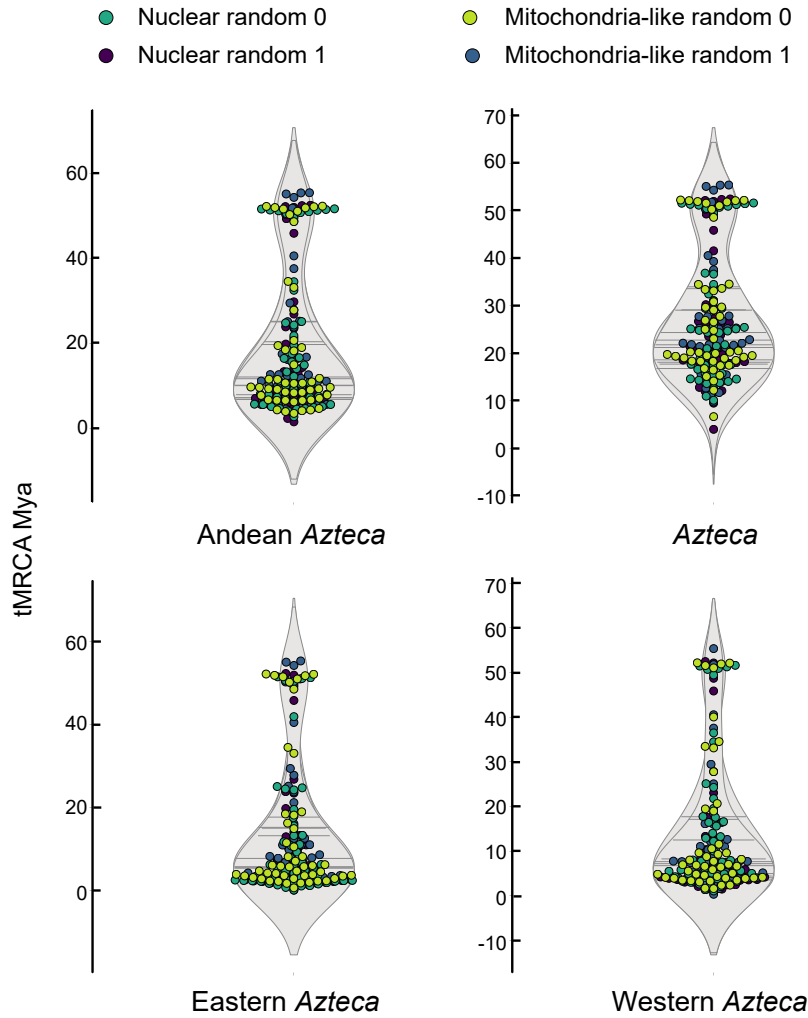 Nuclear random 0
Mitochondria-like random 0
Nuclear random 1
Mitochondria-like random 1
60
40
20
0
70
60
50
40
30
20
10
0
-10
Andean Azteca
Azteca
tMRCA Mya
60
40
20
0
70
60
50
40
30
20
10
0
-10
Eastern Azteca
Western Azteca